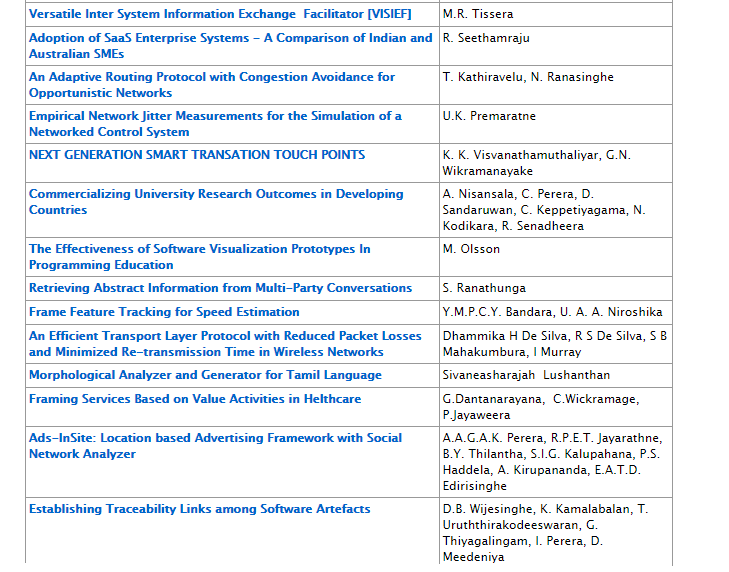 Versatile Inter System Information Exchange  Facilitator [VISIEF]
M.R. Tissera
Adoption of SaaS Enterprise Systems – A Comparison of Indian and
Australian SMEs
R. Seethamraju
An Adaptive Routing Protocol with Congestion Avoidance for
Opportunistic Networks
T. Kathiravelu, N. Ranasinghe
Empirical Network Jitter Measurements for the Simulation of a
Networked Control System
U.K. Premaratne
NEXT GENERATION SMART TRANSATION TOUCH POINTS
K. K. Visvanathamuthaliyar, G.N.
Wikramanayake
Commercializing University Research Outcomes in Developing
Countries
A. Nisansala, C. Perera, D.
Sandaruwan, C. Keppetiyagama, N.
Kodikara, R. Senadheera
The Effectiveness of Software Visualization Prototypes In
Programming Education
M. Olsson
Retrieving Abstract Information from Multi-Party Conversations
S. Ranathunga
Frame Feature Tracking for Speed Estimation
Y.M.P.C.Y. Bandara, U. A. A. Niroshika
An Efficient Transport Layer Protocol with Reduced Packet Losses
and Minimized Re-transmission Time in Wireless Networks
Dhammika H De Silva, R S De Silva, S B
Mahakumbura, I Murray
Morphological Analyzer and Generator for Tamil Language
Sivaneasharajah  Lushanthan
Framing Services Based on Value Activities in Helthcare
G.Dantanarayana,  C.Wickramage,
P.Jayaweera
Ads-InSite: Location based Advertising Framework with Social
Network Analyzer
A.A.G.A.K. Perera, R.P.E.T. Jayarathne,
B.Y. Thilantha, S.I.G. Kalupahana, P.S.
Haddela, A. Kirupananda, E.A.T.D.
Edirisinghe
Establishing Traceability Links among Software Artefacts
D.B. Wijesinghe, K. Kamalabalan, T.
Uruththirakodeeswaran, G.
Thiyagalingam, I. Perera, D.
Meedeniya